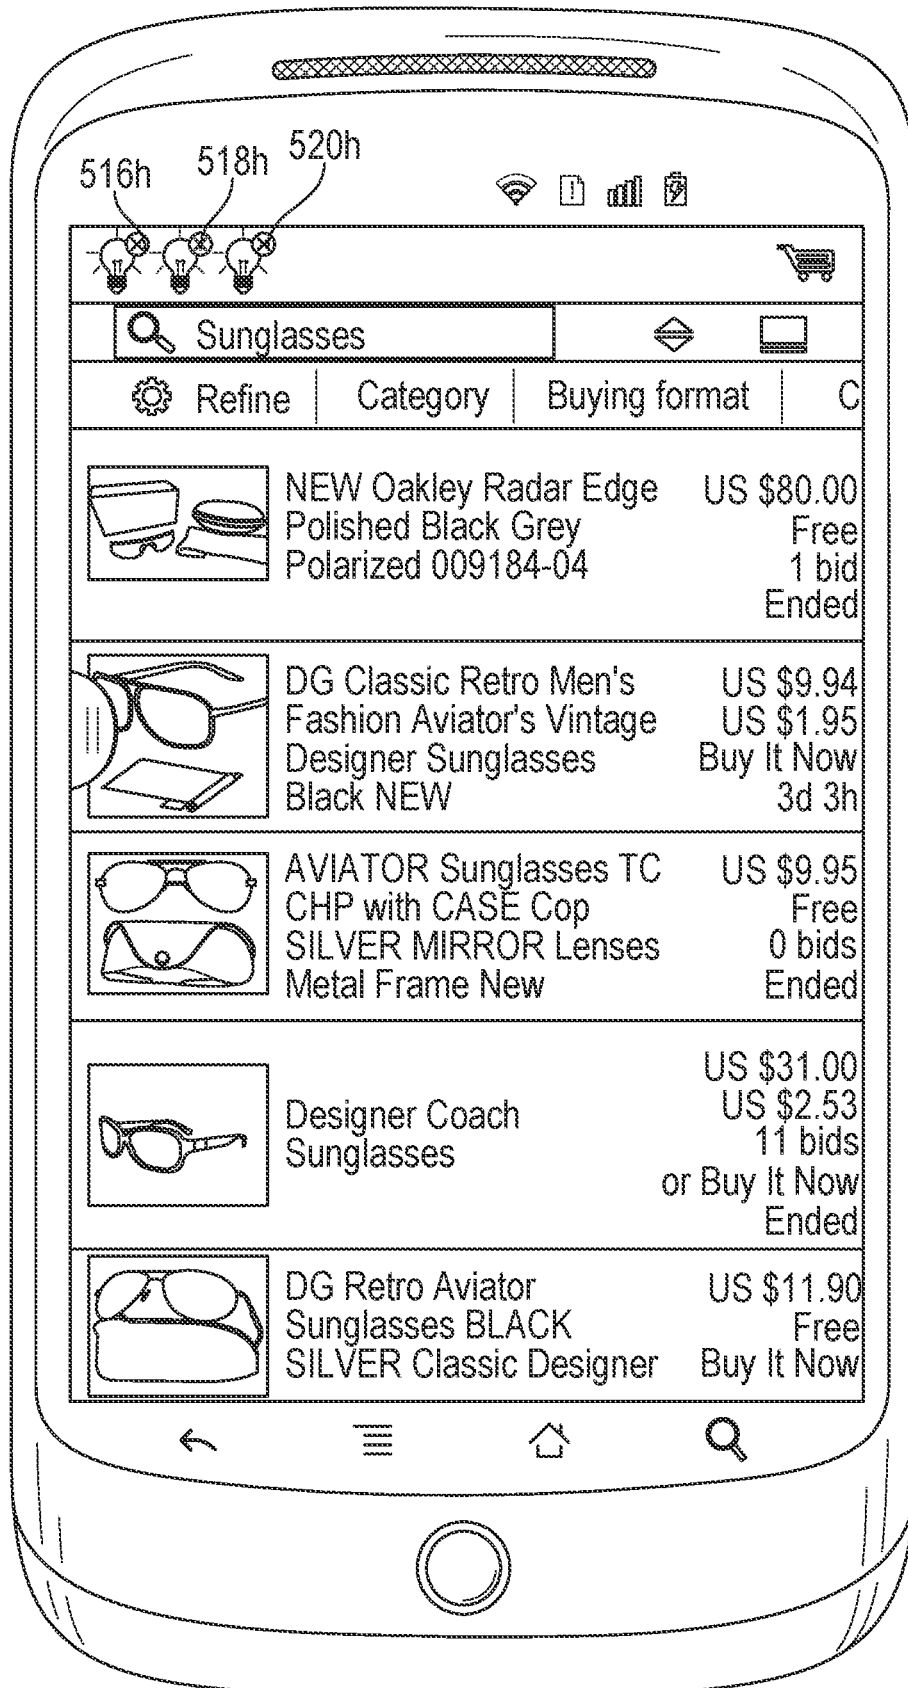 516h
518h
520h
Sunglasses
Refine
Category
Buying format
C
NEW Oakley Radar Edge
Polished Black Grey
Polarized 009184-04
US $80.00
Free
1 bid
Ended
DG Classic Retro Men's
Fashion Aviator's Vintage
Designer Sunglasses
Black NEW
US $9.94
US $1.95
Buy It Now
3d 3h
AVIATOR Sunglasses TC
CHP with CASE Cop
SILVER MIRROR Lenses
Metal Frame New
US $9.95
Free
0 bids
Ended
Designer Coach
Sunglasses
US $31.00
US $2.53
11 bids
or Buy It Now
Ended
DG Retro Aviator
Sunglasses BLACK
SILVER Classic Designer
US $11.90
Free
Buy It Now